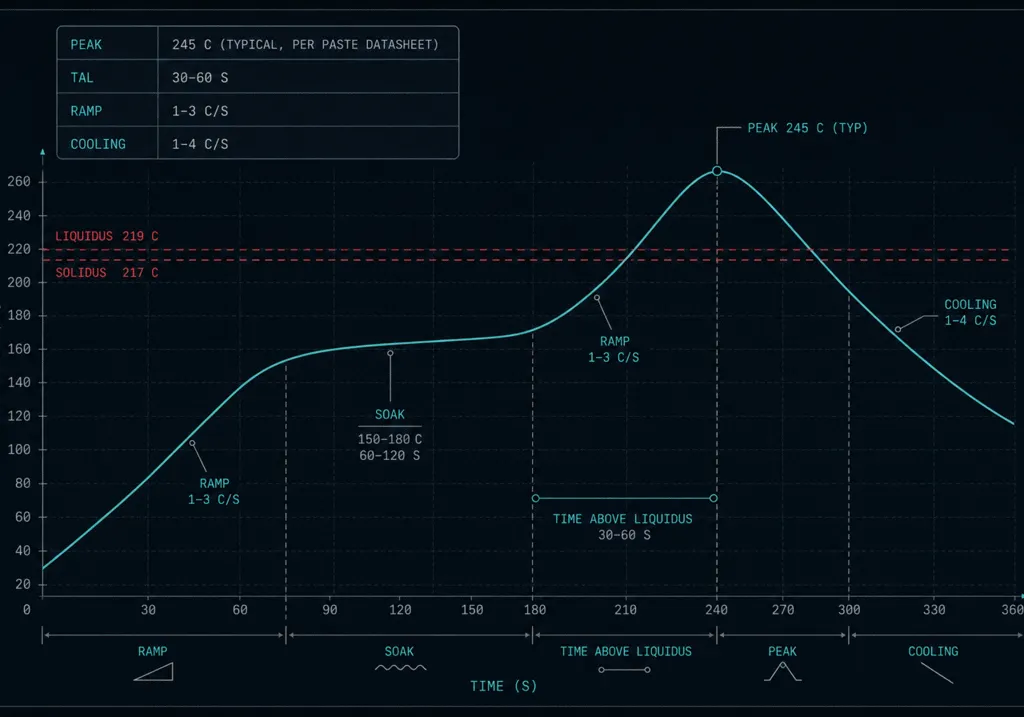 PEAK 245 C (TYPICAL, PER PASTE DATASHEET)
TAL 30–60 S
RAMP 1–3 C/S
COOLING 1–4 C/S
PEAK 245 C (TYP)
260
240
220
200
180
160
140
120
100
80
60
40
20
LIQUIDUS 219 C
SOLIDUS 217 C
RAMP
1–3 C/S
SOAK
150–180 C
60–120 S
RAMP
1–3 C/S
COOLING
1–4 C/S
TIME ABOVE LIQUIDUS
30–60 S
0 30 60 90 120 150 180 210 240 270 300 330 360
RAMP SOAK TIME ABOVE LIQUIDUS PEAK COOLING
TIME (S)